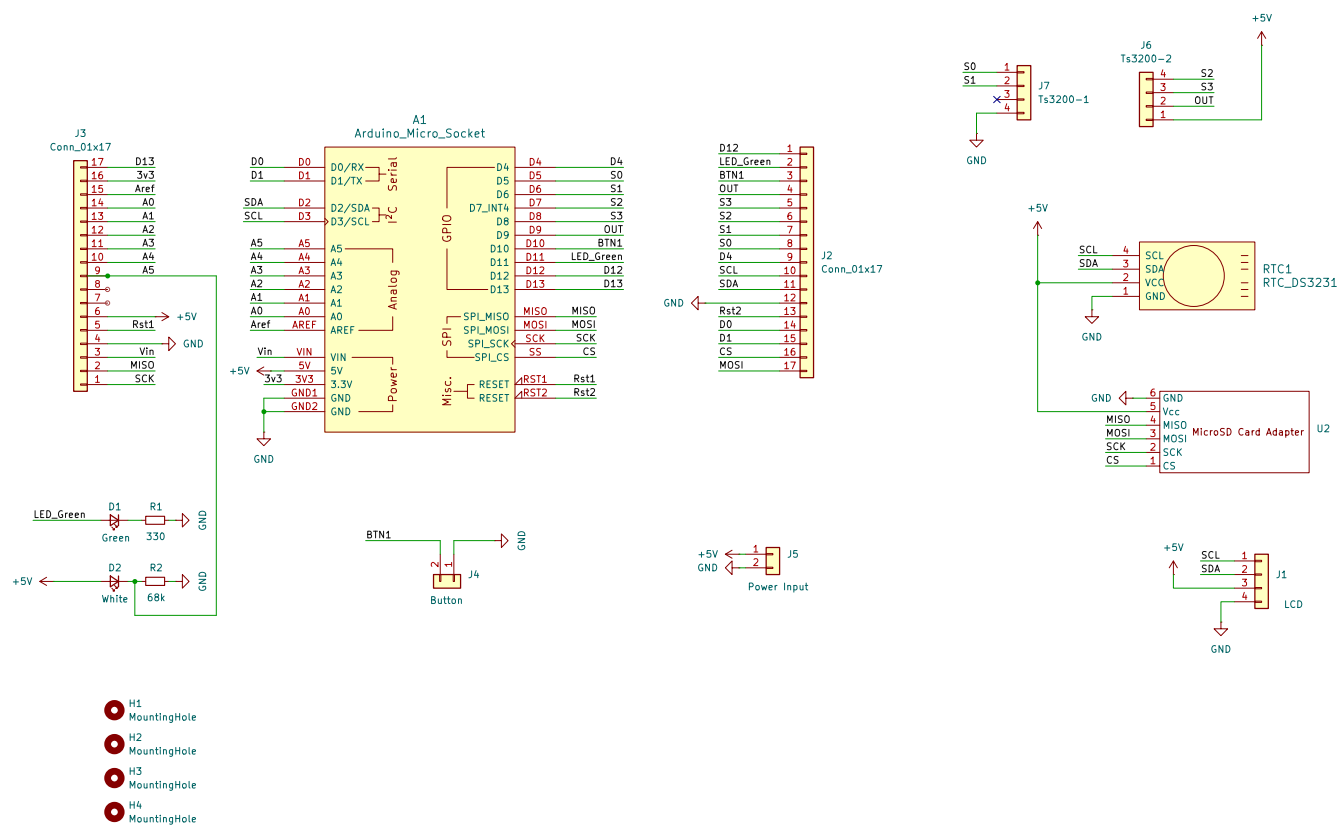 +5V
J6
Ts3200-2
4 S2
3 S3
2 OUT
1
S0 1
S1 2
3
4
J7
Ts3200-1
GND
J3
Conn_01x17
17 D13
16 3v3
15 Aref
14 A0
13 A1
12 A2
11 A3
10 A4
9 A5
8
7
6 +5V
5 Rst1
4 GND
3 Vin
2 MISO
1 SCK
A1
Arduino_Micro_Socket
D0 D0 D0/RX
D1 D1 D1/TX
Serial
SDA D2 D2/SDA
SCL D3 D3/SCL
I²C
A5 A5 A5
A4 A4 A4
A3 A3 A3
A2 A2 A2
A1 A1 A1
A0 A0 A0
Aref AREF AREF
Analog
Vin VIN VIN
+5V 5V 5V
3v3 3V3 3.3V
GND1 GND
GND2 GND
Power
GND
GPIO
D4 D4 D4
D5 D5 S0
D6 D6 S1
D7_INT4 D7 S2
D8 D8 S3
D9 D9 OUT
D10 D10 BTN1
D11 D11 LED_Green
D12 D12 D12
D13 D13 D13
SPI
SPI_MISO MISO MISO
SPI_MOSI MOSI MOSI
SPI_SCK SCK SCK
SPI_CS SS CS
Misc.
RESET RST1 Rst1
RESET RST2 Rst2
D12 1
LED_Green 2
BTN1 3
OUT 4
S3 5
S2 6
S1 7
S0 8
D4 9
SCL 10
SDA 11
GND 12
Rst2 13
D0 14
D1 15
CS 16
MOSI 17
J2
Conn_01x17
+5V
SCL 4 SCL
SDA 3 SDA
2 VCC
1 GND
RTC1
RTC_DS3231
GND
GND 6 GND
5 Vcc
MISO 4 MISO
MOSI 3 MOSI
SCK 2 SCK
CS 1 CS
MicroSD Card Adapter
U2
LED_Green
D1
Green
R1
330
GND
+5V
D2
White
R2
68k
GND
BTN1
GND
2 1
J4
Button
+5V 1
GND 2
J5
Power Input
+5V
SCL 1
SDA 2
3
4
J1
LCD
GND
H1
MountingHole
H2
MountingHole
H3
MountingHole
H4
MountingHole